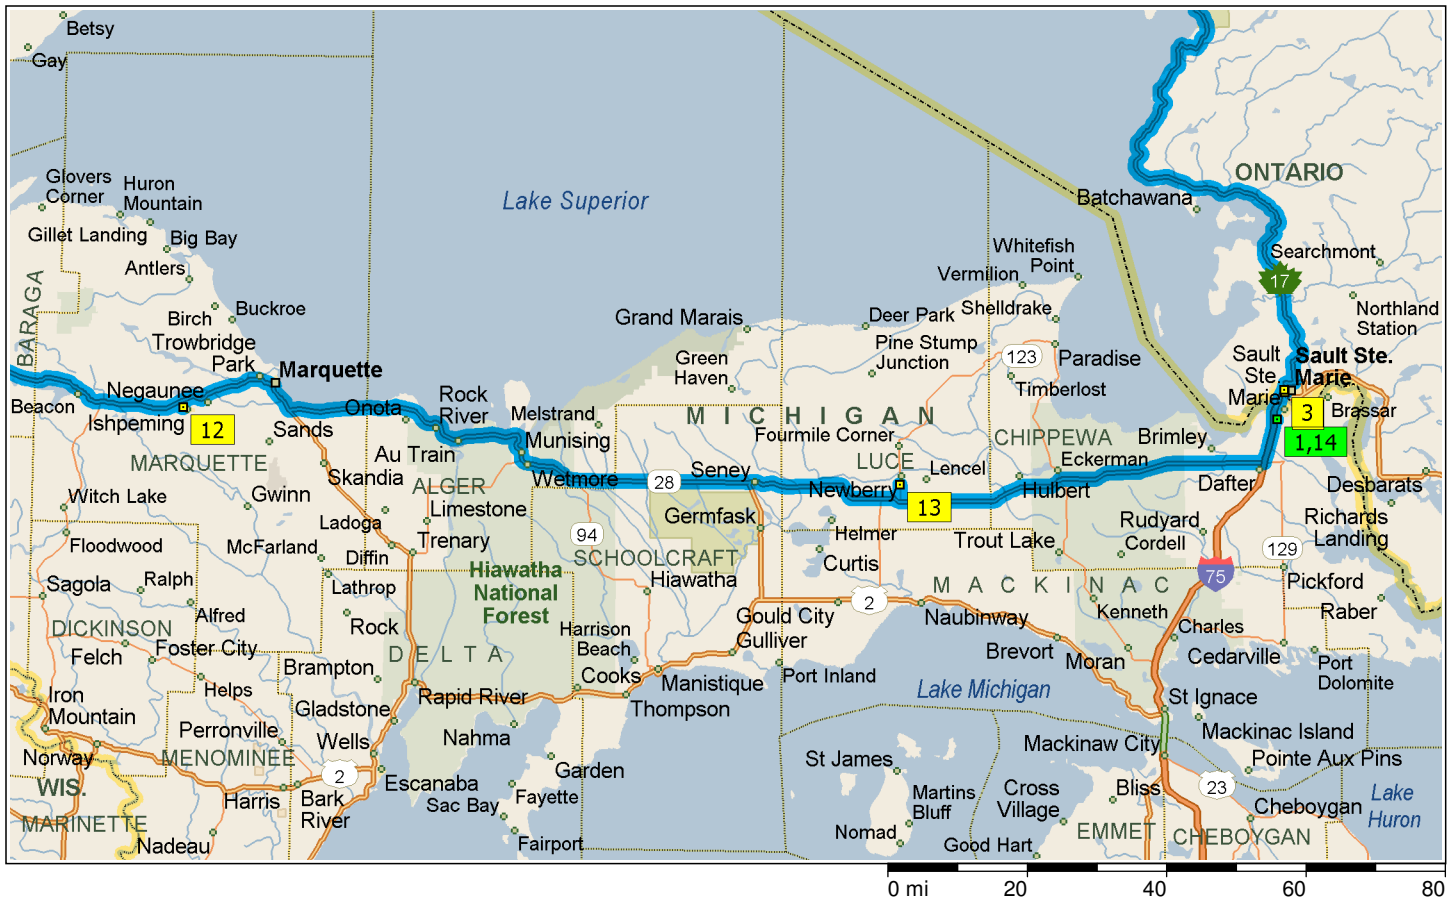 Betsy
Gay
Glovers
Corner
Huron
Mountain
Gillet Landing
Big Bay
Antlers
BARAGA
Buckroe
Birch
Trowbridge
Park
Marquette
Negaunee
Beacon
Ishpeming
12
Sands
MARQUETTE
Skandia
Witch Lake
Gwinn
Ladoga
Floodwood
McFarland
Diffin
Sagola
Ralph
Lathrop
Alfred
Rock
DICKINSON
Felch
Foster City
Brampton
Helps
Iron
Mountain
Gladstone
Perronville
Norway
MENOMINEE
Wells
WIS.
2
Harris
Bark
River
MARINETTE
Nadeau
Lake Superior
Onota
Rock
River
Melstrand
Munising
Au Train
Wetmore
ALGER
Limestone
Trenary
94
SCHOOLCRAFT
Hiawatha
National
Forest
Hiawatha
DELTA
Harrison
Beach
Cooks
Rapid River
Manistique
Thompson
Nahma
Garden
Escanaba
Sac Bay
Fayette
Fairport
Grand Marais
Green
Haven
Deer Park
Pine Stump
Junction
MICHIGAN
Fourmile Corner
LUCE
Lencel
28
Seney
Newberry
13
Germfask
Helmer
Curtis
2
Gould City
Gulliver
Port Inland
Naubinway
Lake Michigan
St James
Martins
Bluff
Nomad
Whitefish
Point
Vermilion
Shelldrake
123
Paradise
Timberlost
CHIPPEWA
Eckerman
Brimley
Hulbert
Dafter
Trout Lake
Rudyard
Cordell
MACKINAC
75
Kenneth
Brevort
Moran
Charles
Cedarville
St Ignace
Mackinac Island
Mackinaw City
Pointe Aux Pins
Cross
Village
Bliss
23
Cheboygan
EMMET
CHEBOYGAN
Good Hart
Lake
Huron
ONTARIO
Batchawana
Searchmont
17
Northland
Station
Sault
Ste
Marie
Sault Ste.
Marie
3
Brassar
1,14
Desbarats
Richards
Landing
129
Pickford
Raber
Port
Dolomite
0 mi
20
40
60
80